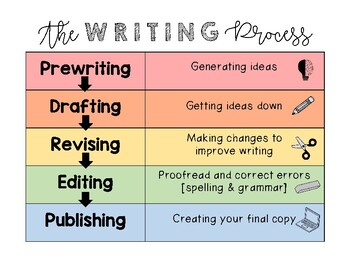 The WRITING Process
Prewriting
Generating ideas
Drafting
Getting ideas down
Revising
Making changes to
improve writing
Editing
Proofread and correct errors
[spelling & grammar]
Publishing
Creating your final copy